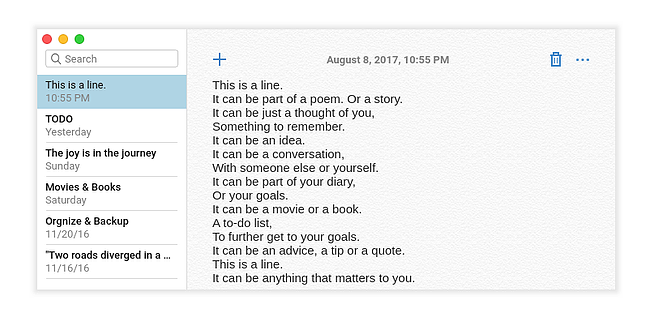 Search
This is a line.
10:55 PM
TODO
Yesterday
The joy is in the journey
Sunday
Movies & Books
Saturday
Orgnize & Backup
11/20/16
"Two roads diverged in a ...
11/16/16
August 8, 2017, 10:55 PM
This is a line.
It can be part of a poem. Or a story.
It can be just a thought of you,
Something to remember.
It can be an idea.
It can be a conversation,
With someone else or yourself.
It can be part of your diary,
Or your goals.
It can be a movie or a book.
A to-do list,
To further get to your goals.
It can be an advice, a tip or a quote.
This is a line.
It can be anything that matters to you.